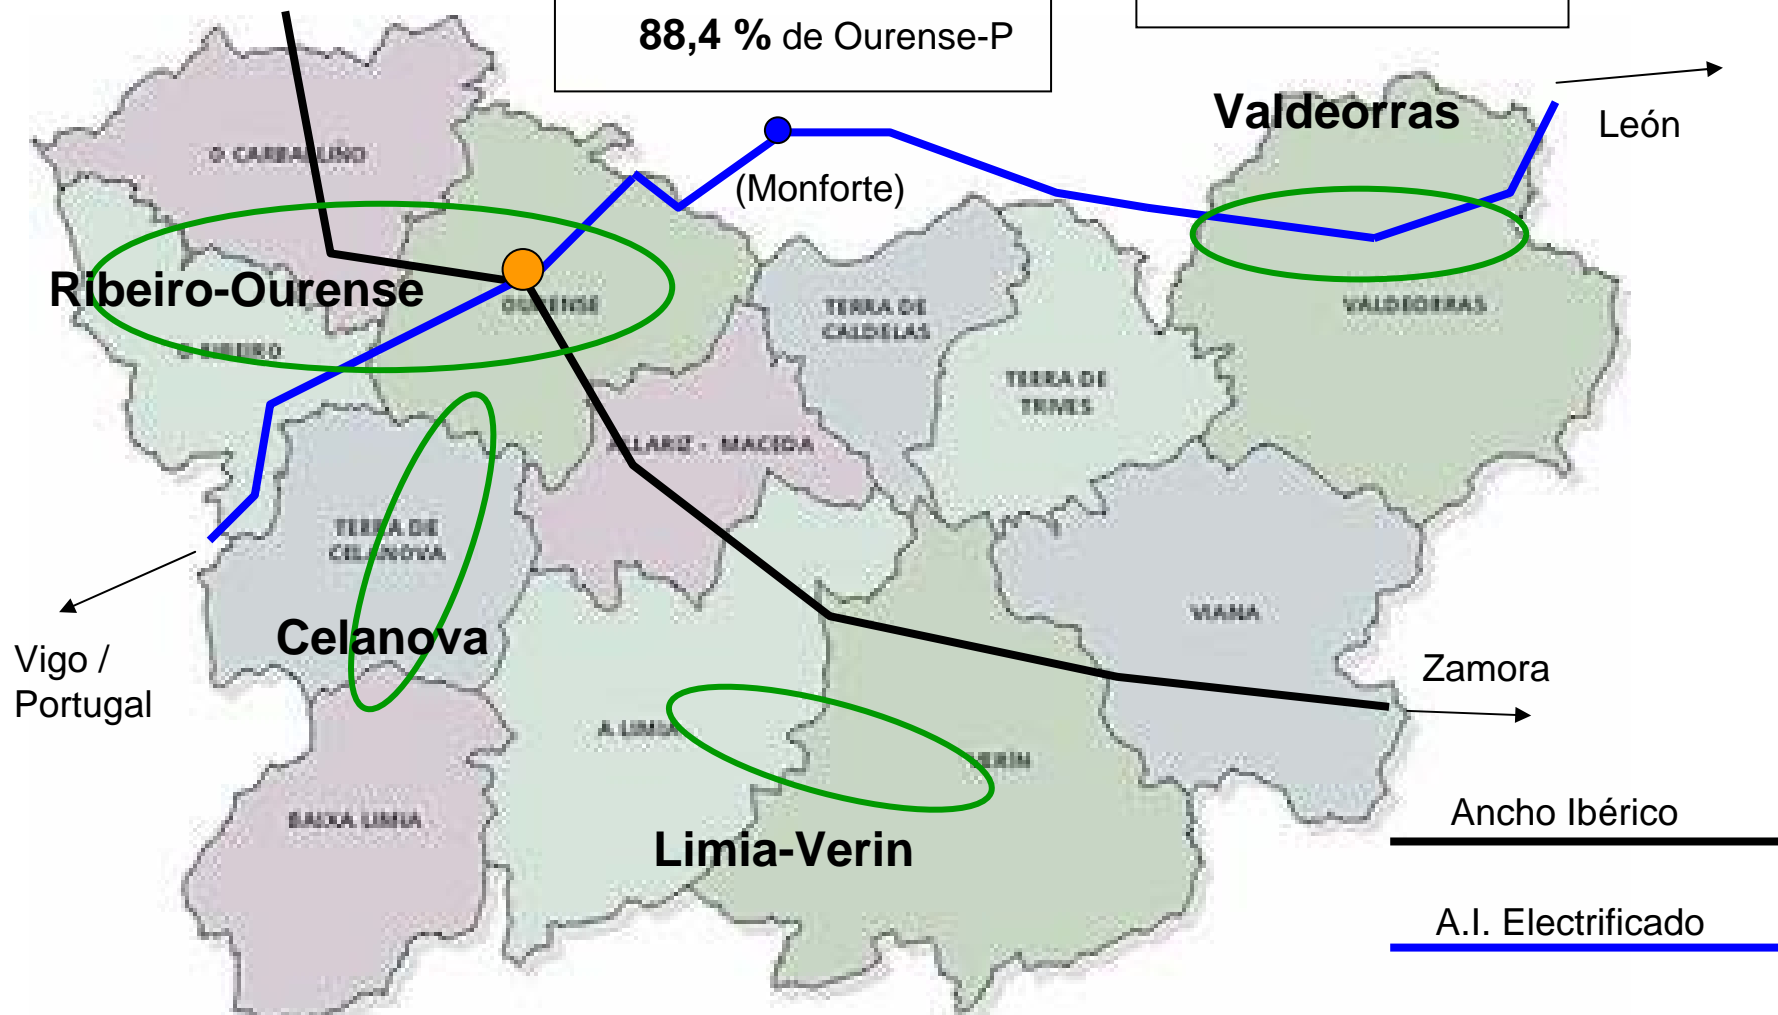 88,4 % de Ourense-P
Valdeorras
León
O CARBALLIÑO
(Monforte)
Ribeiro-Ourense
OURENSE
TERRA DE
CALDELAS
VALDEORRAS
O RIBEIRO
TERRA DE
TRIVES
ALLARIZ - MACEDA
TERRA DE
CELANOVA
VIANA
Celanova
Vigo /
Portugal
Zamora
A LIMIA
VERÍN
BAIXA LIMIA
Limia-Verin
Ancho Ibérico
A.I. Electrificado